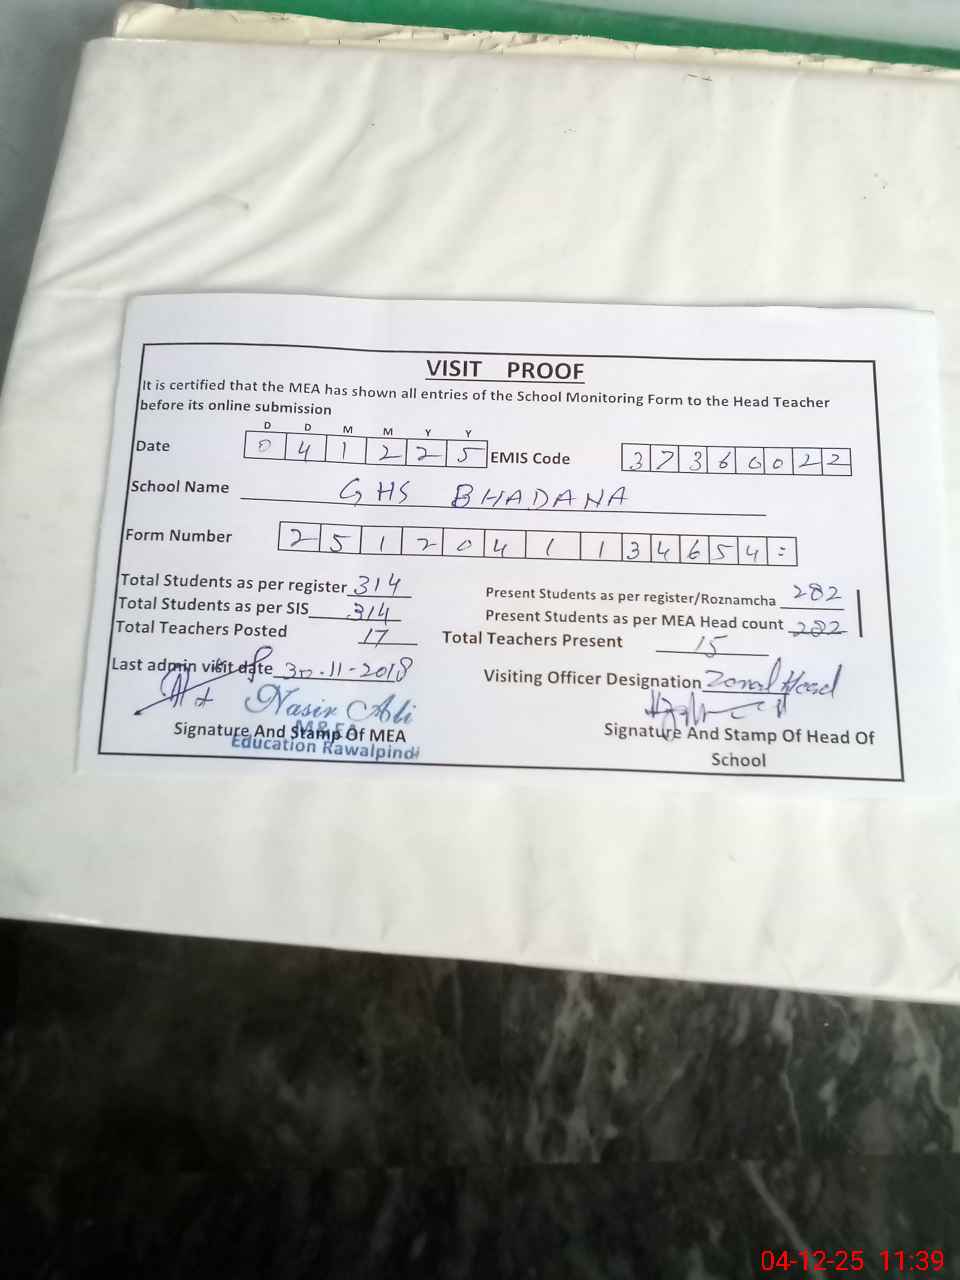 VISIT PROOF
It is certified that the MEA has shown all entries of the School Monitoring Form to the Head Teacher
before its online submission
D D M M Y Y
Date 0 4 1 2 2 5 EMIS Code 3 7 3 6 0 0 2 2
School Name GHS BHADANA
Form Number 2 5 1 2 0 4 1 1 3 4 6 5 4 :
Total Students as per register 314 Present Students as per register/Roznamcha 282
Total Students as per SIS 314 Present Students as per MEA Head count 282
Total Teachers Posted 17 Total Teachers Present 15
Last admin visit date 30-11-2018 Visiting Officer Designation Zonal Head
Nasir Ali
Signature And Stamp Of MEA Signature And Stamp Of Head Of
Education Rawalpindi School
04-12-25 11:39